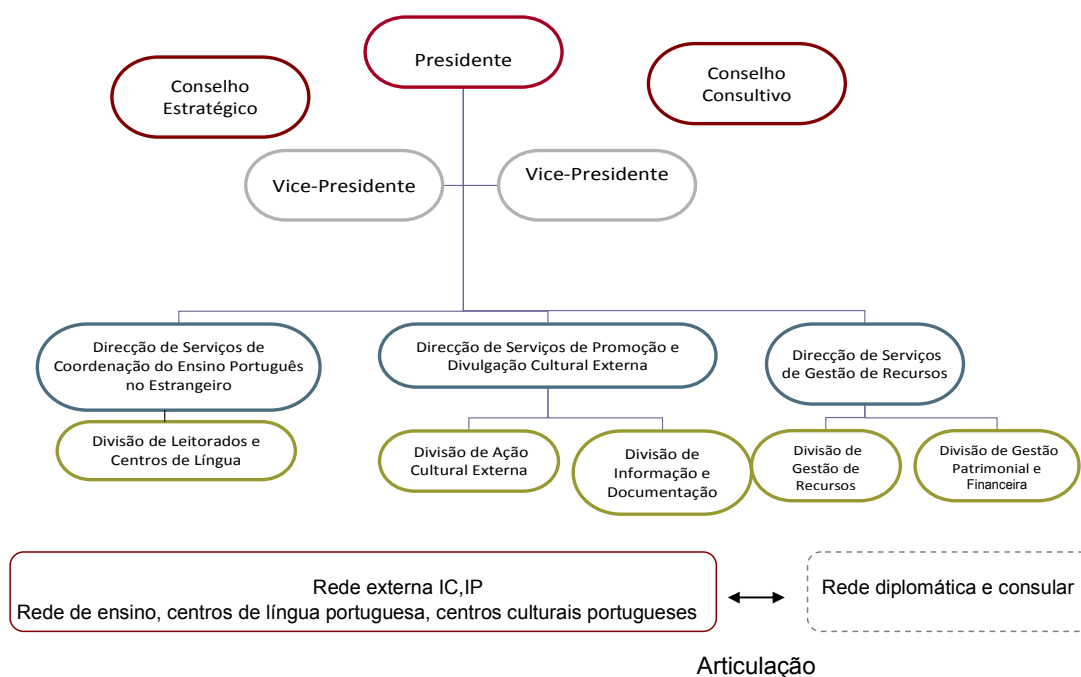 Presidente
Conselho
Estratégico
Conselho
Consultivo
Vice-Presidente
Vice-Presidente
Direcção de Serviços de
Coordenação do Ensino Português
no Estrangeiro
Direcção de Serviços de Promoção e
Divulgação Cultural Externa
Direcção de Serviços
de Gestão de Recursos
Divisão de Leitorados e
Centros de Língua
Divisão de Ação
Cultural Externa
Divisão de
Informação e
Documentação
Divisão de
Gestão de
Recursos
Divisão de Gestão
Patrimonial e
Financeira
Rede externa IC,IP
Rede de ensino, centros de língua portuguesa, centros culturais portugueses
Rede diplomática e consular
Articulação